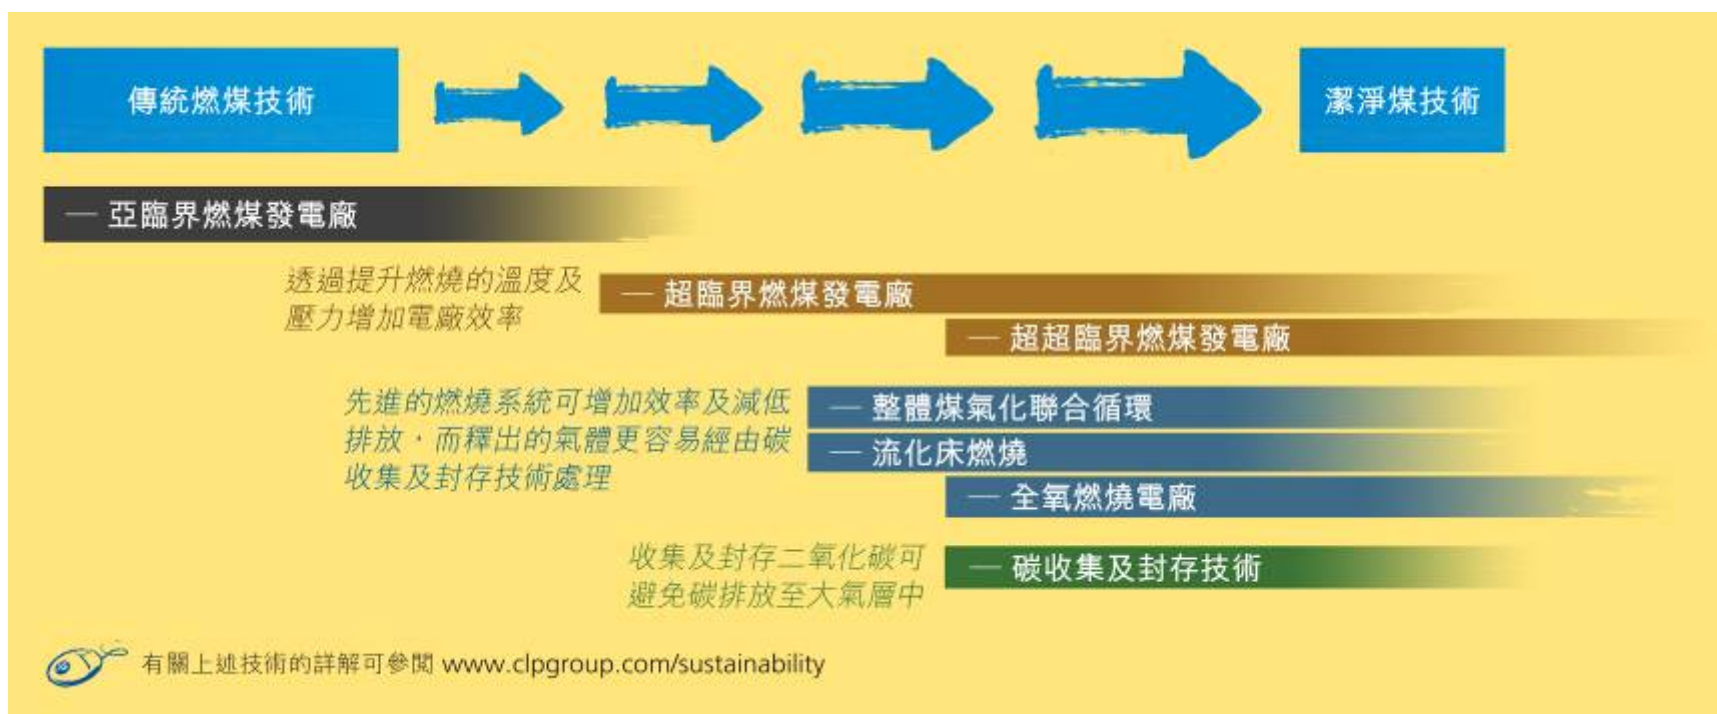 傳統燃煤技術
潔淨煤技術
— 亞臨界燃煤發電廠
透過提升燃燒的溫度及
壓力增加電廠效率
— 超臨界燃煤發電廠
— 超超臨界燃煤發電廠
先進的燃燒系統可增加效率及減低
排放，而釋出的氣體更容易經由碳
收集及封存技術處理
— 整體煤氣化聯合循環
— 流化床燃燒
— 全氧燃燒電廠
收集及封存二氧化碳可
避免碳排放至大氣層中
— 碳收集及封存技術
有關上述技術的詳解可參閱 www.clpgroup.com/sustainability